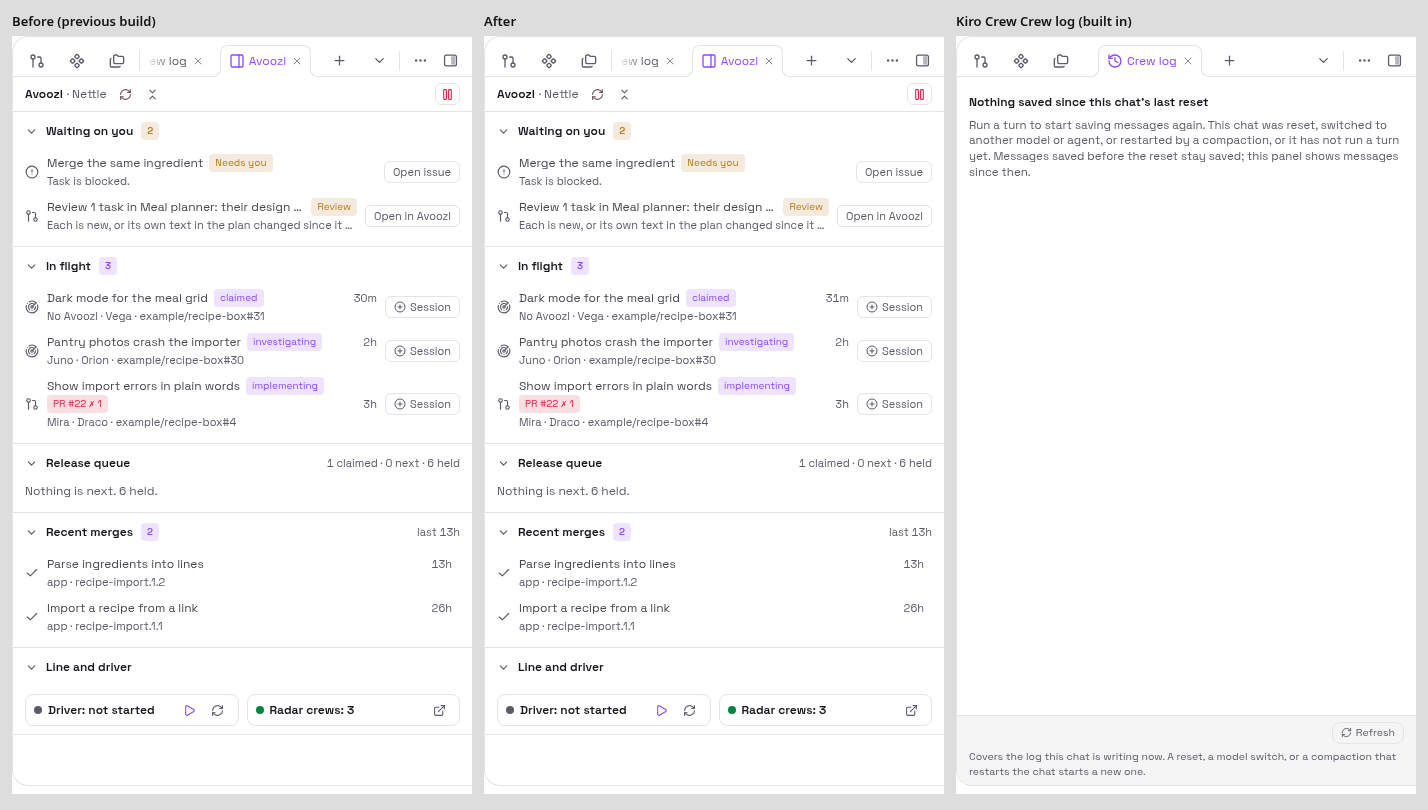 Before (previous build)
ew log
Avoozl
Avoozl · Nettle
Waiting on you 2
Merge the same ingredient Needs you
Task is blocked.
Open issue
Review 1 task in Meal planner: their design ... Review
Each is new, or its own text in the plan changed since it ...
Open in Avoozl
In flight 3
Dark mode for the meal grid claimed
No Avoozl · Vega · example/recipe-box#31
30m
Session
Pantry photos crash the importer investigating
Juno · Orion · example/recipe-box#30
2h
Session
Show import errors in plain words implementing
PR #22 ✗ 1
Mira · Draco · example/recipe-box#4
3h
Session
Release queue
1 claimed · 0 next · 6 held
Nothing is next. 6 held.
Recent merges 2
last 13h
Parse ingredients into lines
app · recipe-import.1.2
13h
Import a recipe from a link
app · recipe-import.1.1
26h
Line and driver
Driver: not started
Radar crews: 3
After
ew log
Avoozl
Avoozl · Nettle
Waiting on you 2
Merge the same ingredient Needs you
Task is blocked.
Open issue
Review 1 task in Meal planner: their design ... Review
Each is new, or its own text in the plan changed since it ...
Open in Avoozl
In flight 3
Dark mode for the meal grid claimed
No Avoozl · Vega · example/recipe-box#31
31m
Session
Pantry photos crash the importer investigating
Juno · Orion · example/recipe-box#30
2h
Session
Show import errors in plain words implementing
PR #22 ✗ 1
Mira · Draco · example/recipe-box#4
3h
Session
Release queue
1 claimed · 0 next · 6 held
Nothing is next. 6 held.
Recent merges 2
last 13h
Parse ingredients into lines
app · recipe-import.1.2
13h
Import a recipe from a link
app · recipe-import.1.1
26h
Line and driver
Driver: not started
Radar crews: 3
Kiro Crew Crew log (built in)
Crew log
Nothing saved since this chat's last reset
Run a turn to start saving messages again. This chat was reset, switched to
another model or agent, or restarted by a compaction, or it has not run a turn
yet. Messages saved before the reset stay saved; this panel shows messages
since then.
Refresh
Covers the log this chat is writing now. A reset, a model switch, or a compaction that
restarts the chat starts a new one.